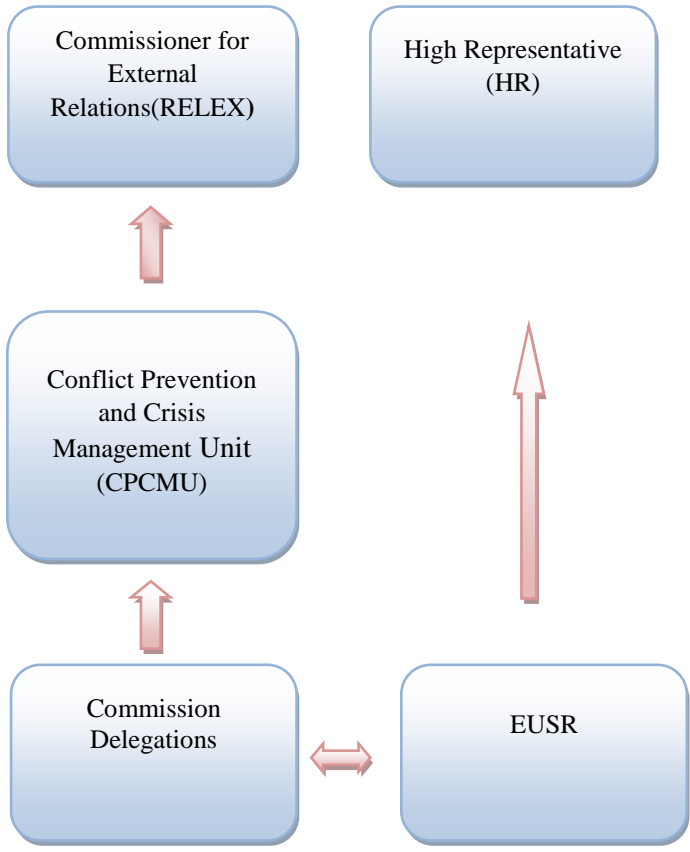 Commissioner for
External
Relations(RELEX)
High Representative
(HR)
Conflict Prevention
and Crisis
Management Unit
(CPCMU)
Commission
Delegations
EUSR